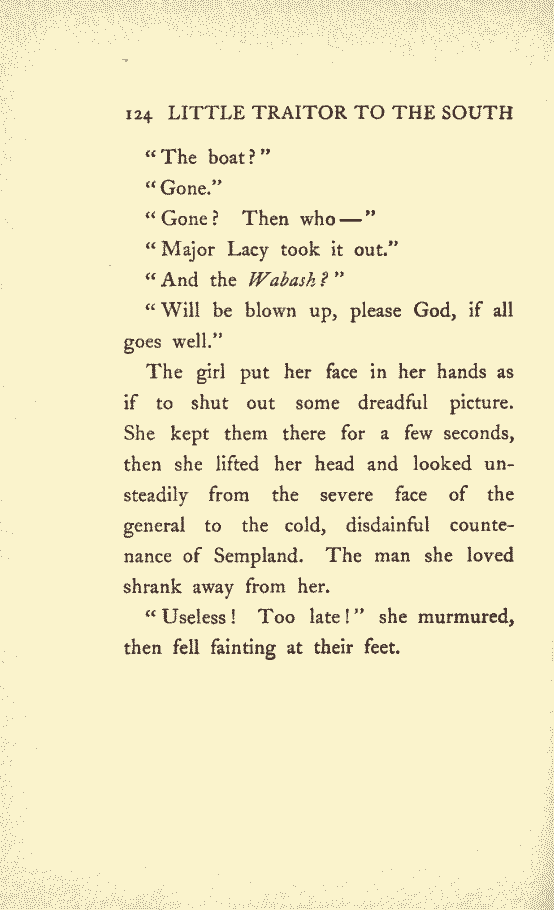 124 LITTLE TRAITOR TO THE SOUTH
“The boat?”
“Gone.”
“Gone? Then who—”
“Major Lacy took it out.”
“And the Wabash?”
“Will be blown up, please God, if all
goes well.”
The girl put her face in her hands as
if to shut out some dreadful picture.
She kept them there for a few seconds,
then she lifted her head and looked un-
steadily from the severe face of the
general to the cold, disdainful counte-
nance of Sempland. The man she loved
shrank away from her.
“Useless! Too late!” she murmured,
then fell fainting at their feet.